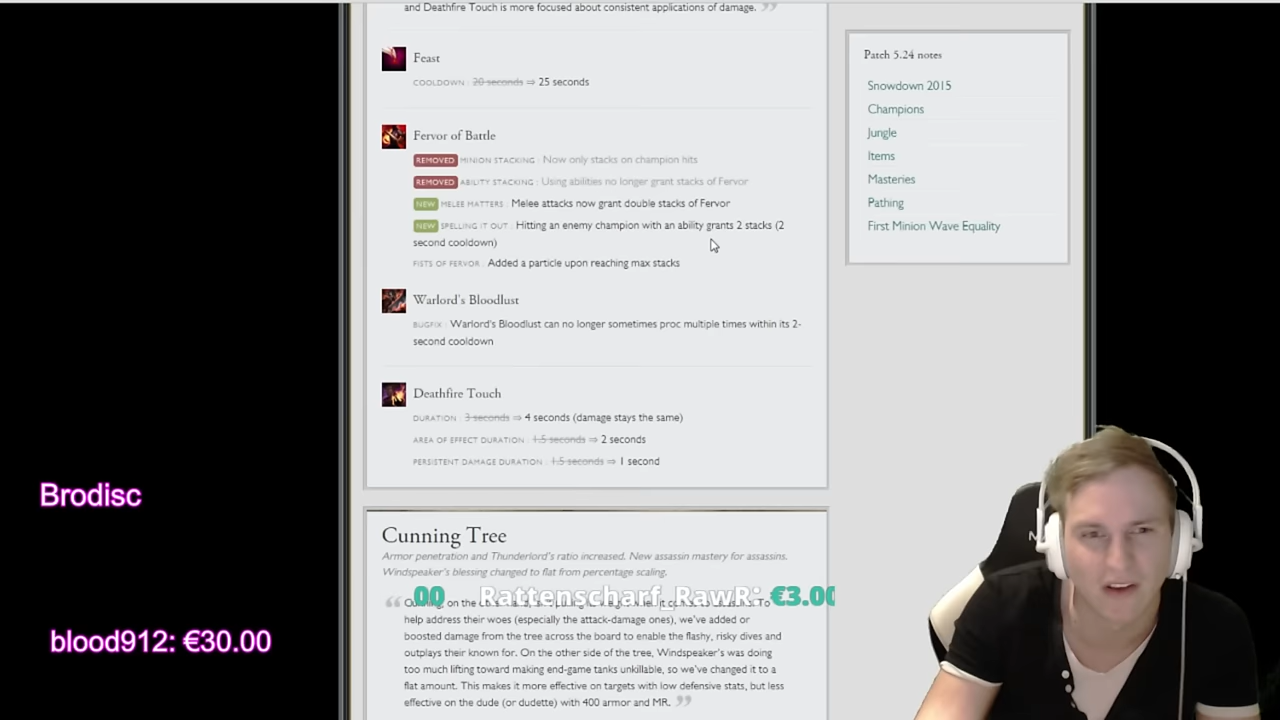 and Deathfire Touch is more focused about consistent applications of damage. ”
Feast
COOLDOWN : 20 seconds ⇒ 25 seconds
Fervor of Battle
REMOVED MINION STACKING : Now only stacks on champion hits
REMOVED ABILITY STACKING : Using abilities no longer grant stacks of Fervor
NEW MELEE MATTERS : Melee attacks now grant double stacks of Fervor
NEW SPELLING IT OUT : Hitting an enemy champion with an ability grants 2 stacks (2
second cooldown)
FISTS OF FERVOR : Added a particle upon reaching max stacks
Warlord's Bloodlust
BUGFIX : Warlord's Bloodlust can no longer sometimes proc multiple times within its 2-
second cooldown
Deathfire Touch
DURATION : 3 seconds ⇒ 4 seconds (damage stays the same)
AREA OF EFFECT DURATION : 1.5 seconds ⇒ 2 seconds
PERSISTENT DAMAGE DURATION : 1.5 seconds ⇒ 1 second
Cunning Tree
Armor penetration and Thunderlord's ratio increased. New assassin mastery for assassins.
Windspeaker's blessing changed to flat from percentage scaling.
“ on the To
help address their woes (especially the attack-damage ones), we've added or
boosted damage from the tree across the board to enable the flashy, risky dives and
outplays their known for. On the other side of the tree, Windspeaker's was doing
too much lifting toward making end-game tanks unkillable, so we've changed it to a
flat amount. This makes it more effective on targets with low defensive stats, but less
effective on the dude (or dudette) with 400 armor and MR. ”
Patch 5.24 notes
Snowdown 2015
Champions
Jungle
Items
Masteries
Pathing
First Minion Wave Equality
Brodisc
00 Rattenscharf_RawR: €3.00
blood912: €30.00